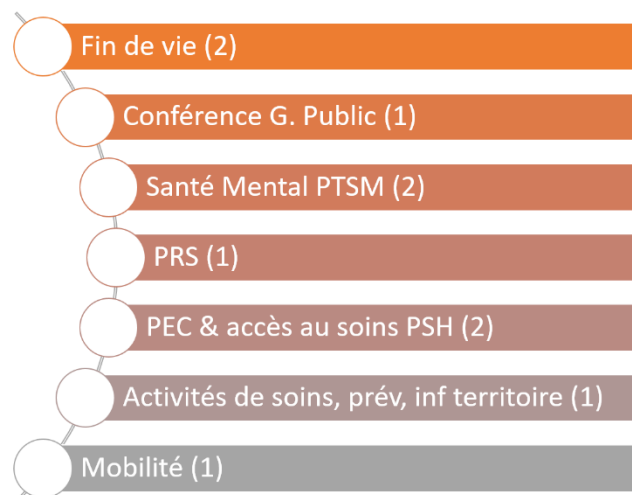 Fin de vie (2)
Conférence G. Public (1)
Santé Mental PTSM (2)
PRS (1)
PEC & accès au soins PSH (2)
Activités de soins, prév, inf territoire (1)
Mobilité (1)